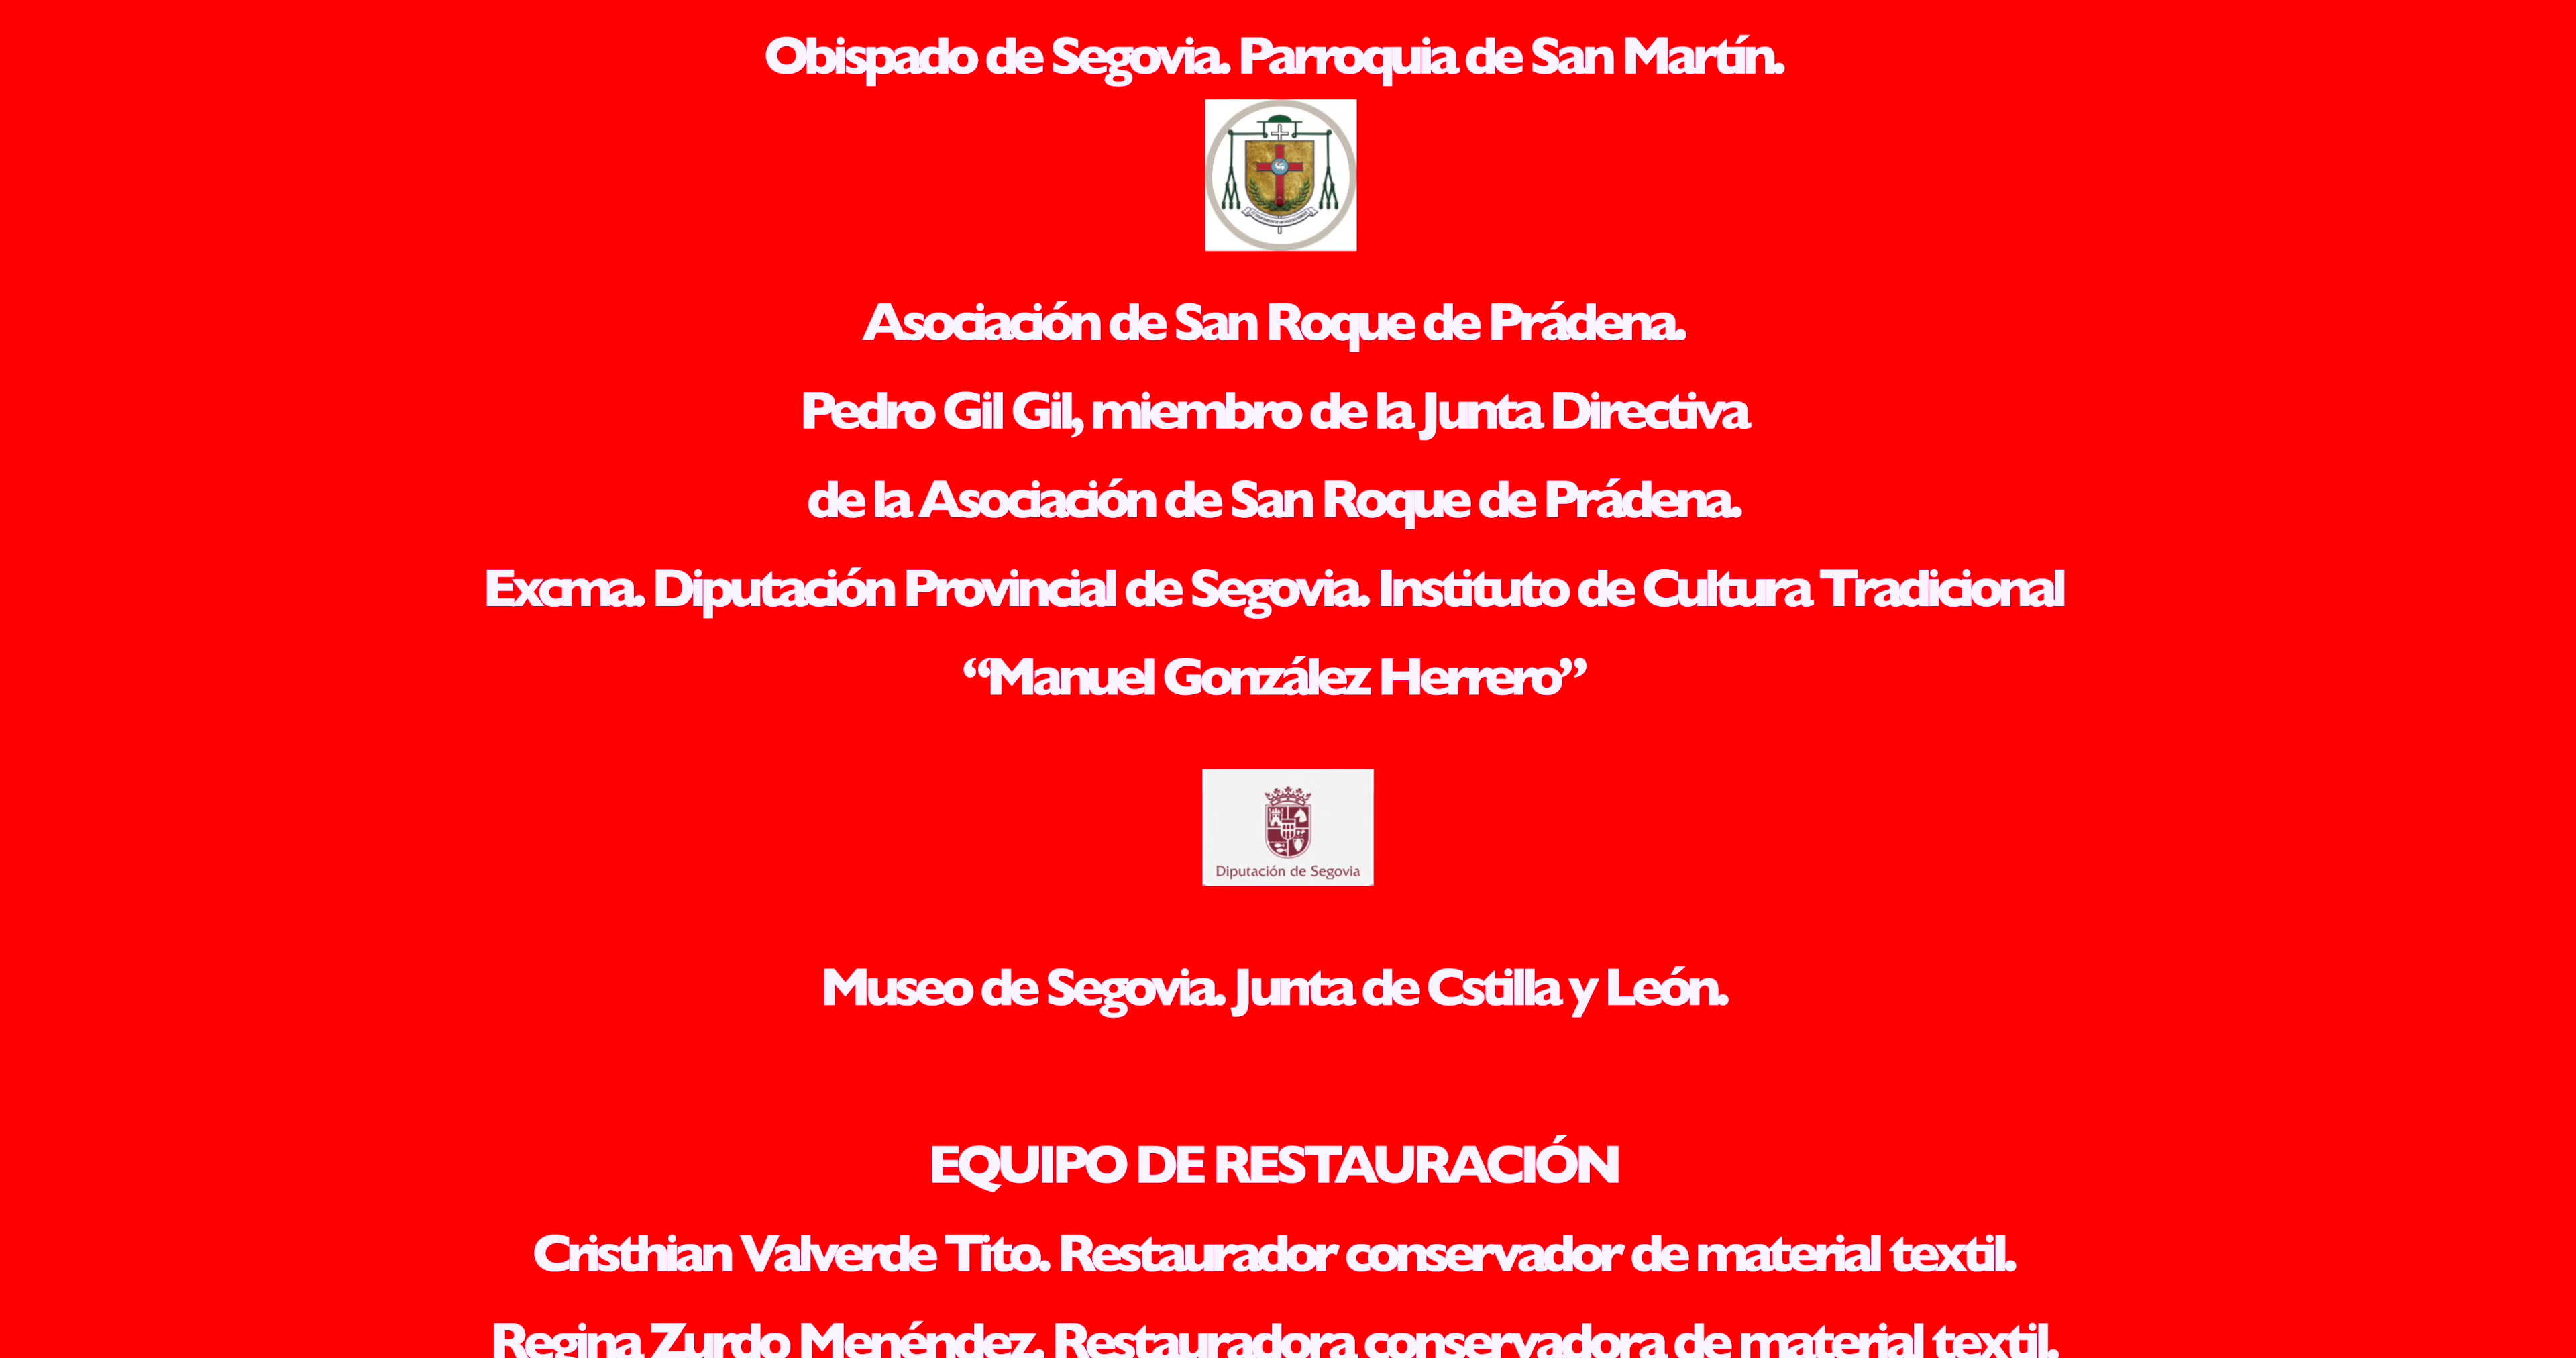 Obispado de Segovia. Parroquia de San Martín.
Asociación de San Roque de Prádena.
Pedro Gil Gil, miembro de la Junta Directiva
de la Asociación de San Roque de Prádena.
Excma. Diputación Provincial de Segovia. Instituto de Cultura Tradicional
“Manuel González Herrero”
Diputación de Segovia
Museo de Segovia. Junta de Cstilla y León.
EQUIPO DE RESTAURACIÓN
Cristhian Valverde Tito. Restaurador conservador de material textil.
Regina Zurdo Menéndez. Restauradora conservadora de material textil.